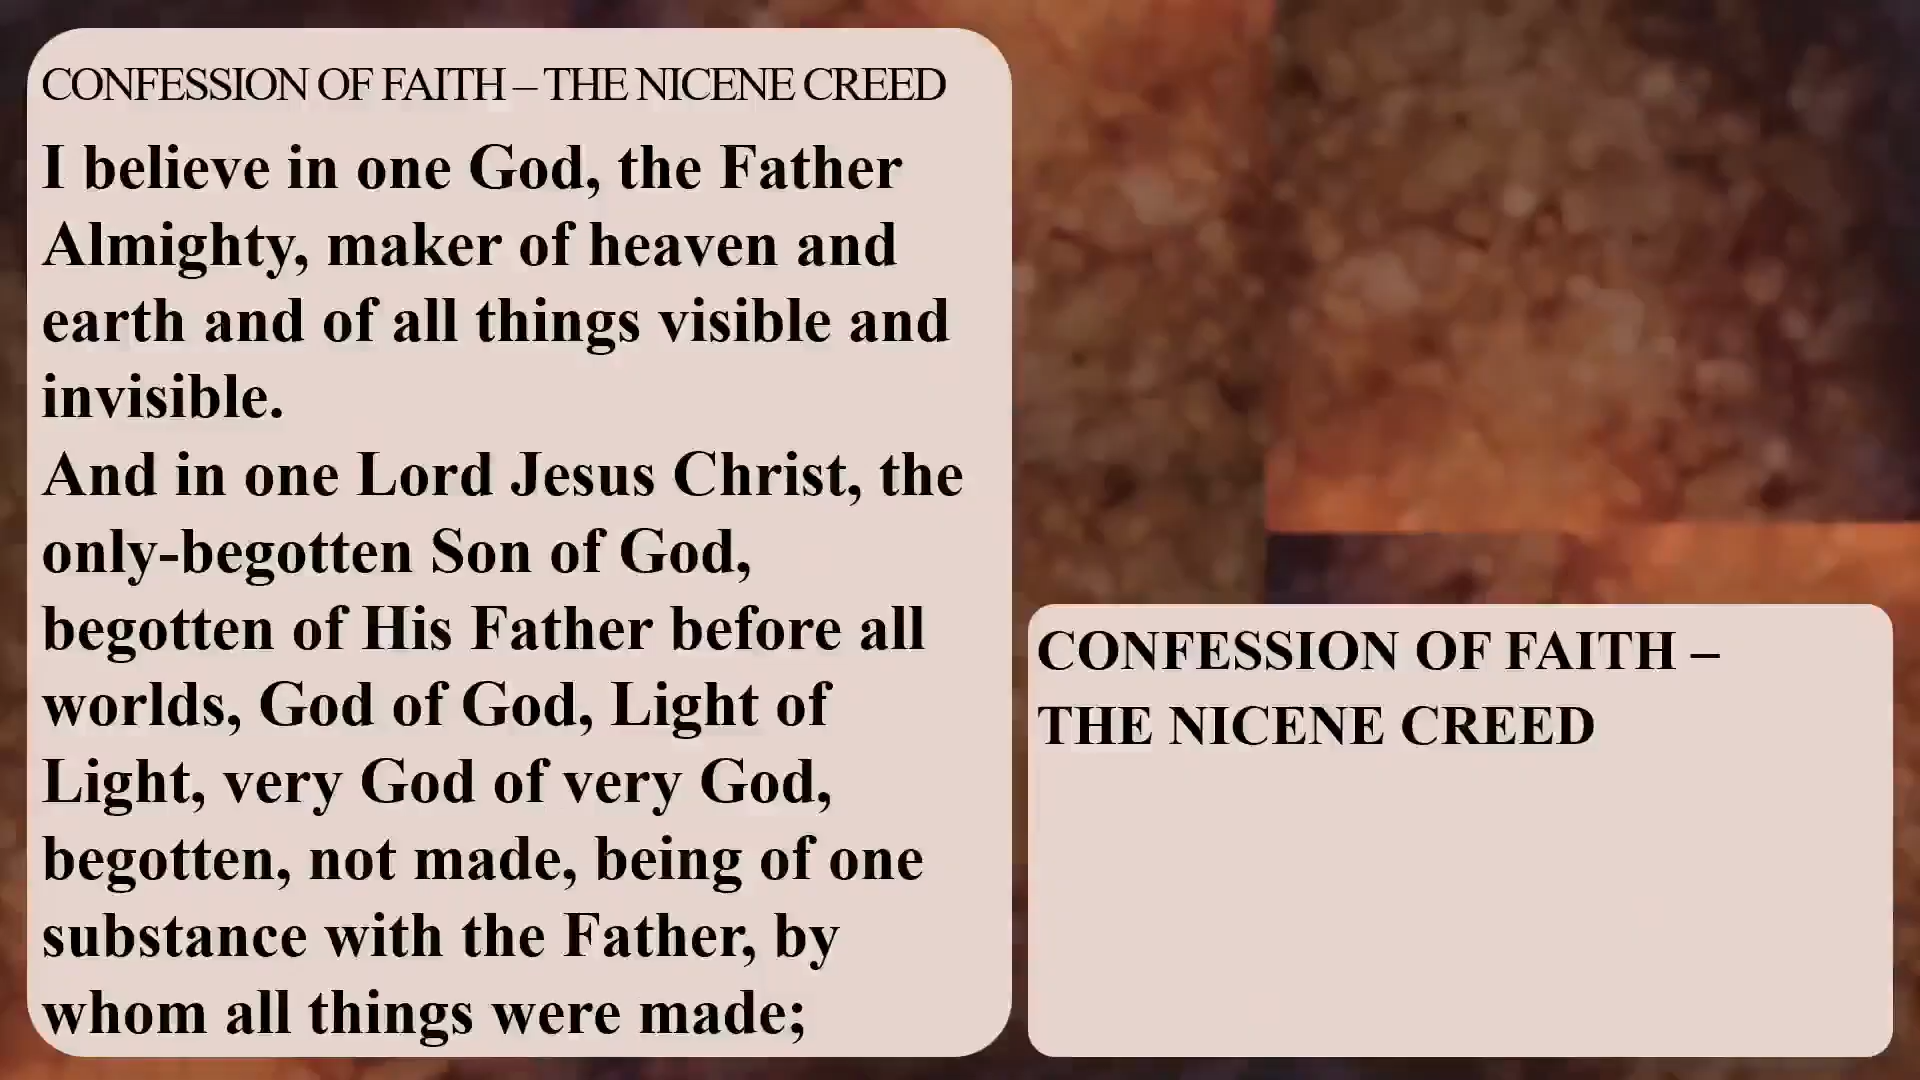 CONFESSION OF FAITH – THE NICENE CREED
I believe in one God, the Father
Almighty, maker of heaven and
earth and of all things visible and
invisible.
And in one Lord Jesus Christ, the
only-begotten Son of God,
begotten of His Father before all
worlds, God of God, Light of
Light, very God of very God,
begotten, not made, being of one
substance with the Father, by
whom all things were made;
CONFESSION OF FAITH –
THE NICENE CREED